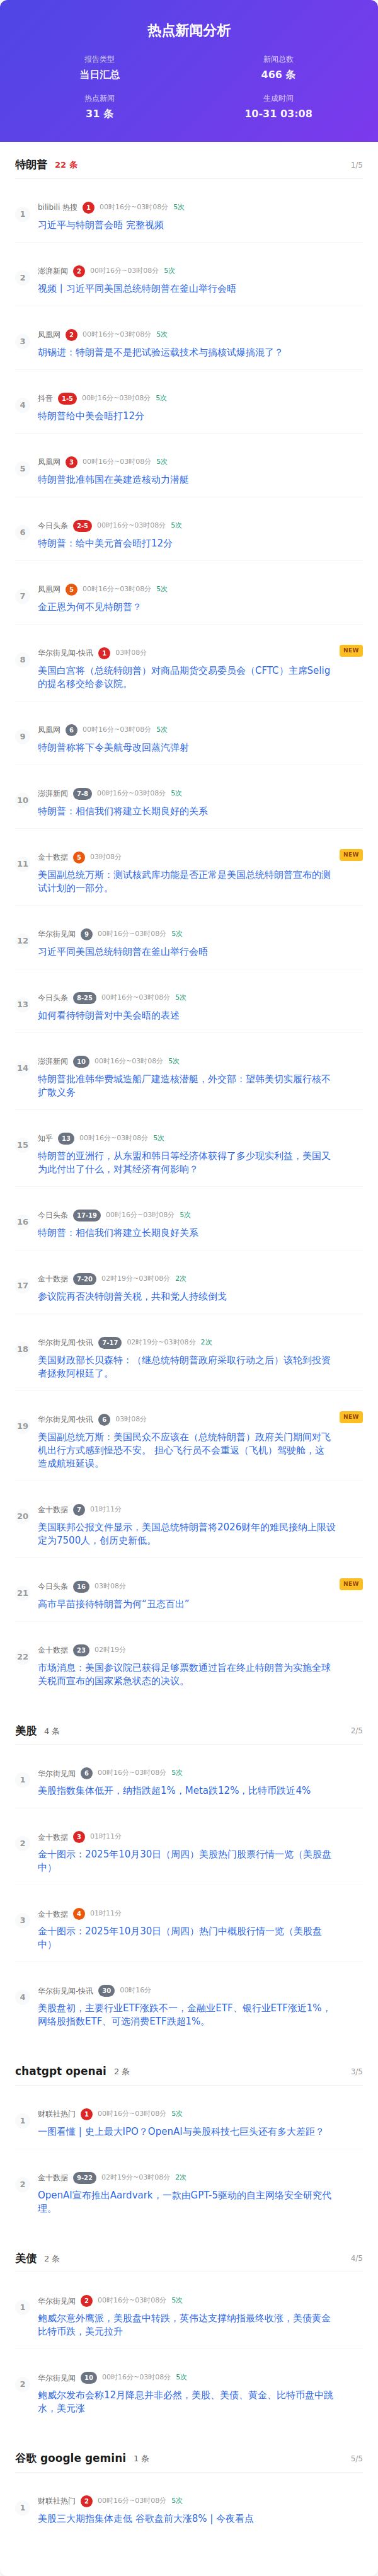 热点新闻分析
报告类型
当日汇总
新闻总数
466 条
热点新闻
31 条
生成时间
10-31 03:08
特朗普 22 条 1/5
1
bilibili 热搜 1 00时16分~03时08分 5次
习近平与特朗普会晤 完整视频
2
澎湃新闻 2 00时16分~03时08分 5次
视频丨习近平同美国总统特朗普在釜山举行会晤
3
凤凰网 2 00时16分~03时08分 5次
胡锡进：特朗普是不是把试验运载技术与搞核试爆搞混了？
4
抖音 1-5 00时16分~03时08分 5次
特朗普给中美会晤打12分
5
凤凰网 3 00时16分~03时08分 5次
特朗普批准韩国在美建造核动力潜艇
6
今日头条 2-5 00时16分~03时08分 5次
特朗普：给中美元首会晤打12分
7
凤凰网 5 00时16分~03时08分 5次
金正恩为何不见特朗普？
8
华尔街见闻-快讯 1 03时08分 NEW
美国白宫将（总统特朗普）对商品期货交易委员会（CFTC）主席Selig
的提名移交给参议院。
9
凤凰网 6 00时16分~03时08分 5次
特朗普称将下令美航母改回蒸汽弹射
10
澎湃新闻 7-8 00时16分~03时08分 5次
特朗普：相信我们将建立长期良好的关系
11
金十数据 5 03时08分 NEW
美国副总统万斯：测试核武库功能是否正常是美国总统特朗普宣布的测
试计划的一部分。
12
华尔街见闻 9 00时16分~03时08分 5次
习近平同美国总统特朗普在釜山举行会晤
13
今日头条 8-25 00时16分~03时08分 5次
如何看待特朗普对中美会晤的表述
14
澎湃新闻 10 00时16分~03时08分 5次
特朗普批准韩华费城造船厂建造核潜艇，外交部：望韩美切实履行核不
扩散义务
15
知乎 13 00时16分~03时08分 5次
特朗普的亚洲行，从东盟和韩日等经济体获得了多少现实利益，美国又
为此付出了什么，对其经济有何影响？
16
今日头条 17-19 00时16分~03时08分 5次
特朗普：相信我们将建立长期良好关系
17
金十数据 7-20 02时19分~03时08分 2次
参议院再否决特朗普关税，共和党人持续倒戈
18
华尔街见闻-快讯 7-17 02时19分~03时08分 2次
美国财政部长贝森特：（继总统特朗普政府采取行动之后）该轮到投资
者拯救阿根廷了。
19
华尔街见闻-快讯 6 03时08分 NEW
美国副总统万斯：美国民众不应该在（总统特朗普）政府关门期间对飞
机出行方式感到惶恐不安。 担心飞行员不会重返（飞机）驾驶舱，这
造成航班延误。
20
金十数据 7 01时11分
美国联邦公报文件显示，美国总统特朗普将2026财年的难民接纳上限设
定为7500人，创历史新低。
21
今日头条 16 03时08分 NEW
高市早苗接待特朗普为何“丑态百出”
22
金十数据 23 02时19分
市场消息：美国参议院已获得足够票数通过旨在终止特朗普为实施全球
关税而宣布的国家紧急状态的决议。
美股 4 条 2/5
1
华尔街见闻 6 00时16分~03时08分 5次
美股指数集体低开，纳指跌超1%，Meta跌12%，比特币跌近4%
2
金十数据 3 01时11分
金十图示：2025年10月30日（周四）美股热门股票行情一览（美股盘
中）
3
金十数据 4 01时11分
金十图示：2025年10月30日（周四）热门中概股行情一览（美股盘
中）
4
华尔街见闻-快讯 30 00时16分
美股盘初，主要行业ETF涨跌不一，金融业ETF、银行业ETF涨近1%，
网络股指数ETF、可选消费ETF跌超1%。
chatgpt openai 2 条 3/5
1
财联社热门 1 00时16分~03时08分 5次
一图看懂 | 史上最大IPO？OpenAI与美股科技七巨头还有多大差距？
2
金十数据 9-22 02时19分~03时08分 2次
OpenAI宣布推出Aardvark，一款由GPT-5驱动的自主网络安全研究代
理。
美债 2 条 4/5
1
华尔街见闻 2 00时16分~03时08分 5次
鲍威尔意外鹰派，美股盘中转跌，英伟达支撑纳指最终收涨，美债黄金
比特币跌，美元拉升
2
华尔街见闻 10 00时16分~03时08分 5次
鲍威尔发布会称12月降息并非必然，美股、美债、黄金、比特币盘中跳
水，美元涨
谷歌 google gemini 1 条 5/5
1
财联社热门 2 00时16分~03时08分 5次
美股三大期指集体走低 谷歌盘前大涨8% | 今夜看点